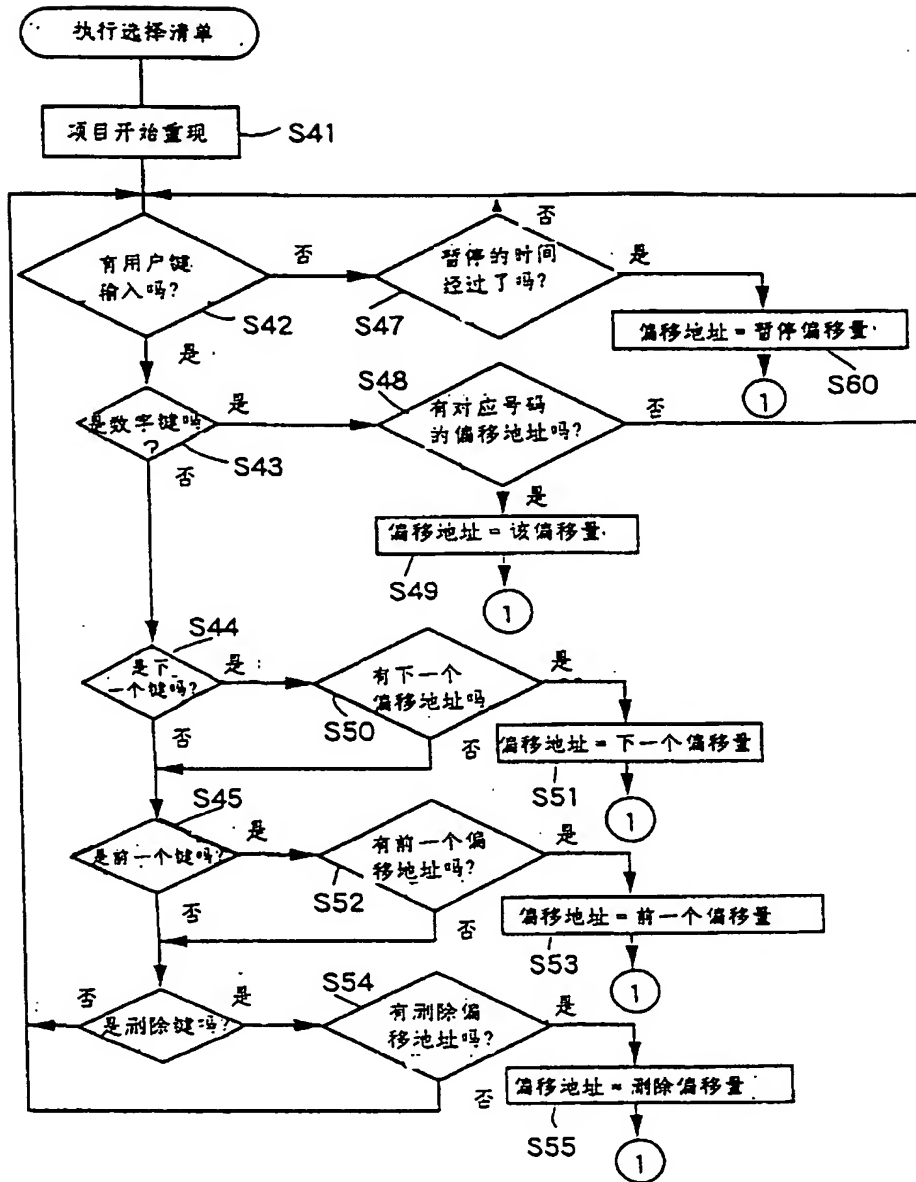 执行选择清单
项目开始重现
S41
有用户键
输入吗?
S42
否
是
暂停的时间
经过了吗?
S47
否
是
偏移地址=暂停偏移量
S60
1
是数字键吗
?
S43
是
否
S48
有对应号码
的偏移地址吗?
否
是
偏移地址=该偏移量
S49
1
S44
是下
一个键吗?
是
否
有下一个
偏移地址吗
S50
是
否
偏移地址=下一个偏移量
S51
1
S45
是前一个键吗?
是
否
有前一个偏
移地址吗?
S52
是
否
偏移地址=前一个偏移量
S53
1
否
是删除键吗?
是
S54
有删除偏
移地址吗?
是
否
偏移地址=删除偏移量
S55
1